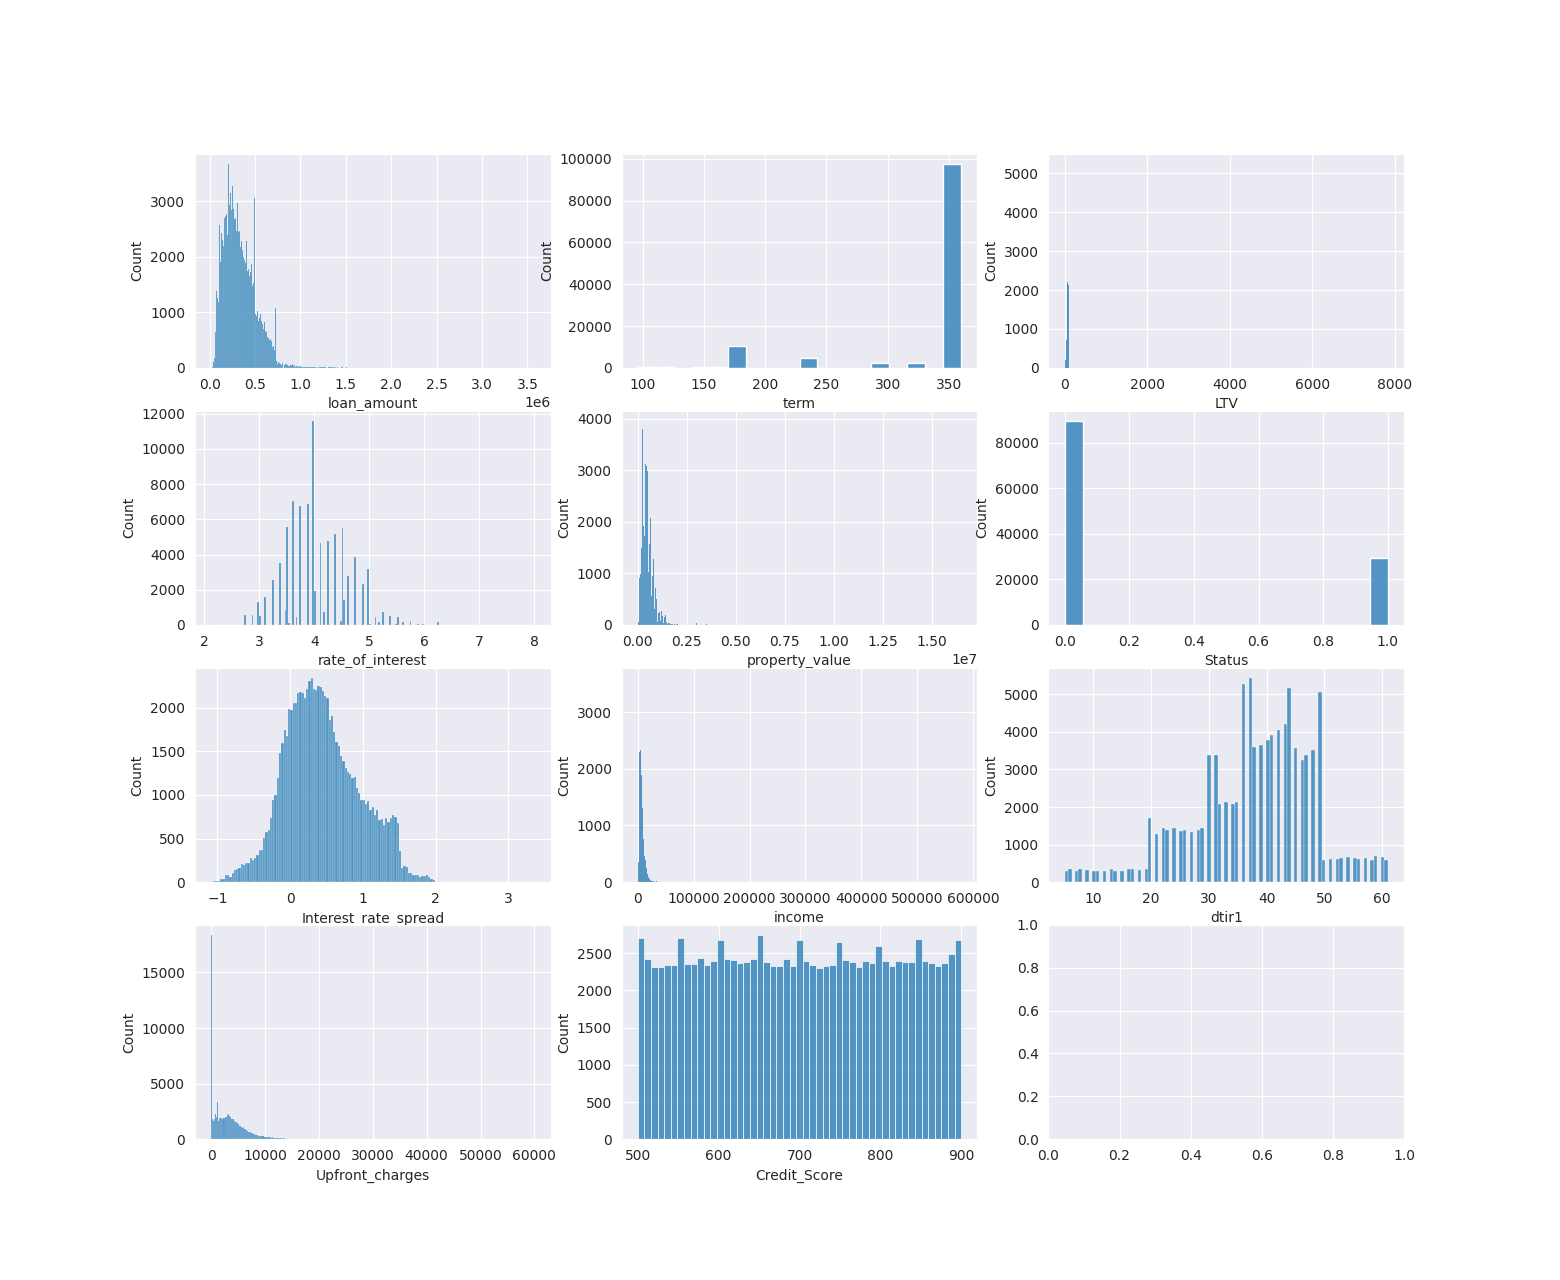 3000
2000
1000
0
Count
0.0 0.5 1.0 1.5 2.0 2.5 3.0 3.5
1e6
loan_amount
100000
80000
60000
40000
20000
0
Count
100 150 200 250 300 350
term
5000
4000
3000
2000
1000
0
Count
0 2000 4000 6000 8000
LTV
12000
10000
8000
6000
4000
2000
0
Count
2 3 4 5 6 7 8
rate_of_interest
4000
3000
2000
1000
0
Count
0.0 0.2 0.5 0.7 1.0 1.2 1.5
1e7
property_value
80000
60000
40000
20000
0
Count
0.0 0.2 0.4 0.6 0.8 1.0
Status
2000
1500
1000
500
0
Count
−1 0 1 2 3
Interest_rate_spread
3000
2000
1000
0
Count
0 100000 200000 300000 400000 500000 600000
income
5000
4000
3000
2000
1000
0
Count
10 20 30 40 50 60
dtir1
15000
10000
5000
0
Count
0 10000 20000 30000 40000 50000 60000
Upfront_charges
2500
2000
1500
1000
500
0
Count
500 600 700 800 900
Credit_Score
1.0
0.8
0.6
0.4
0.2
0.0
0.0 0.2 0.4 0.6 0.8 1.0